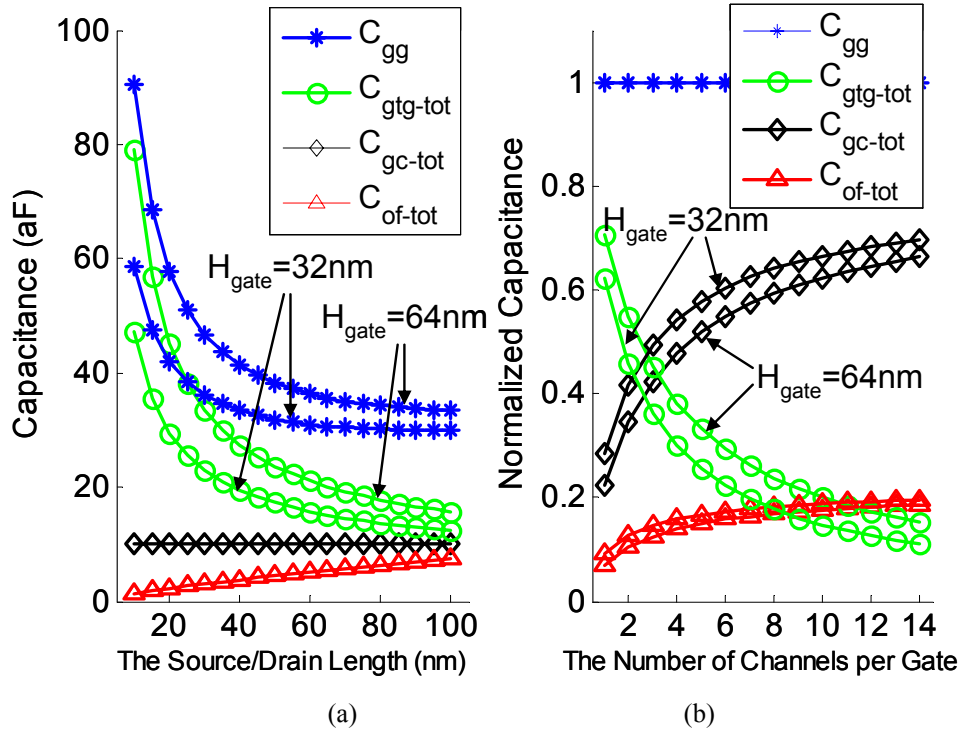 100
80
60
40
20
0
Capacitance (aF)
C_gg
C_gtg-tot
C_gc-tot
C_of-tot
H_gate=32nm
H_gate=64nm
20 40 60 80 100
The Source/Drain Length (nm)
(a)
1
0.8
0.6
0.4
0.2
0
Normalized Capacitance
C_gg
C_gtg-tot
C_gc-tot
C_of-tot
H_gate=32nm
H_gate=64nm
2 4 6 8 10 12 14
The Number of Channels per Gate
(b)